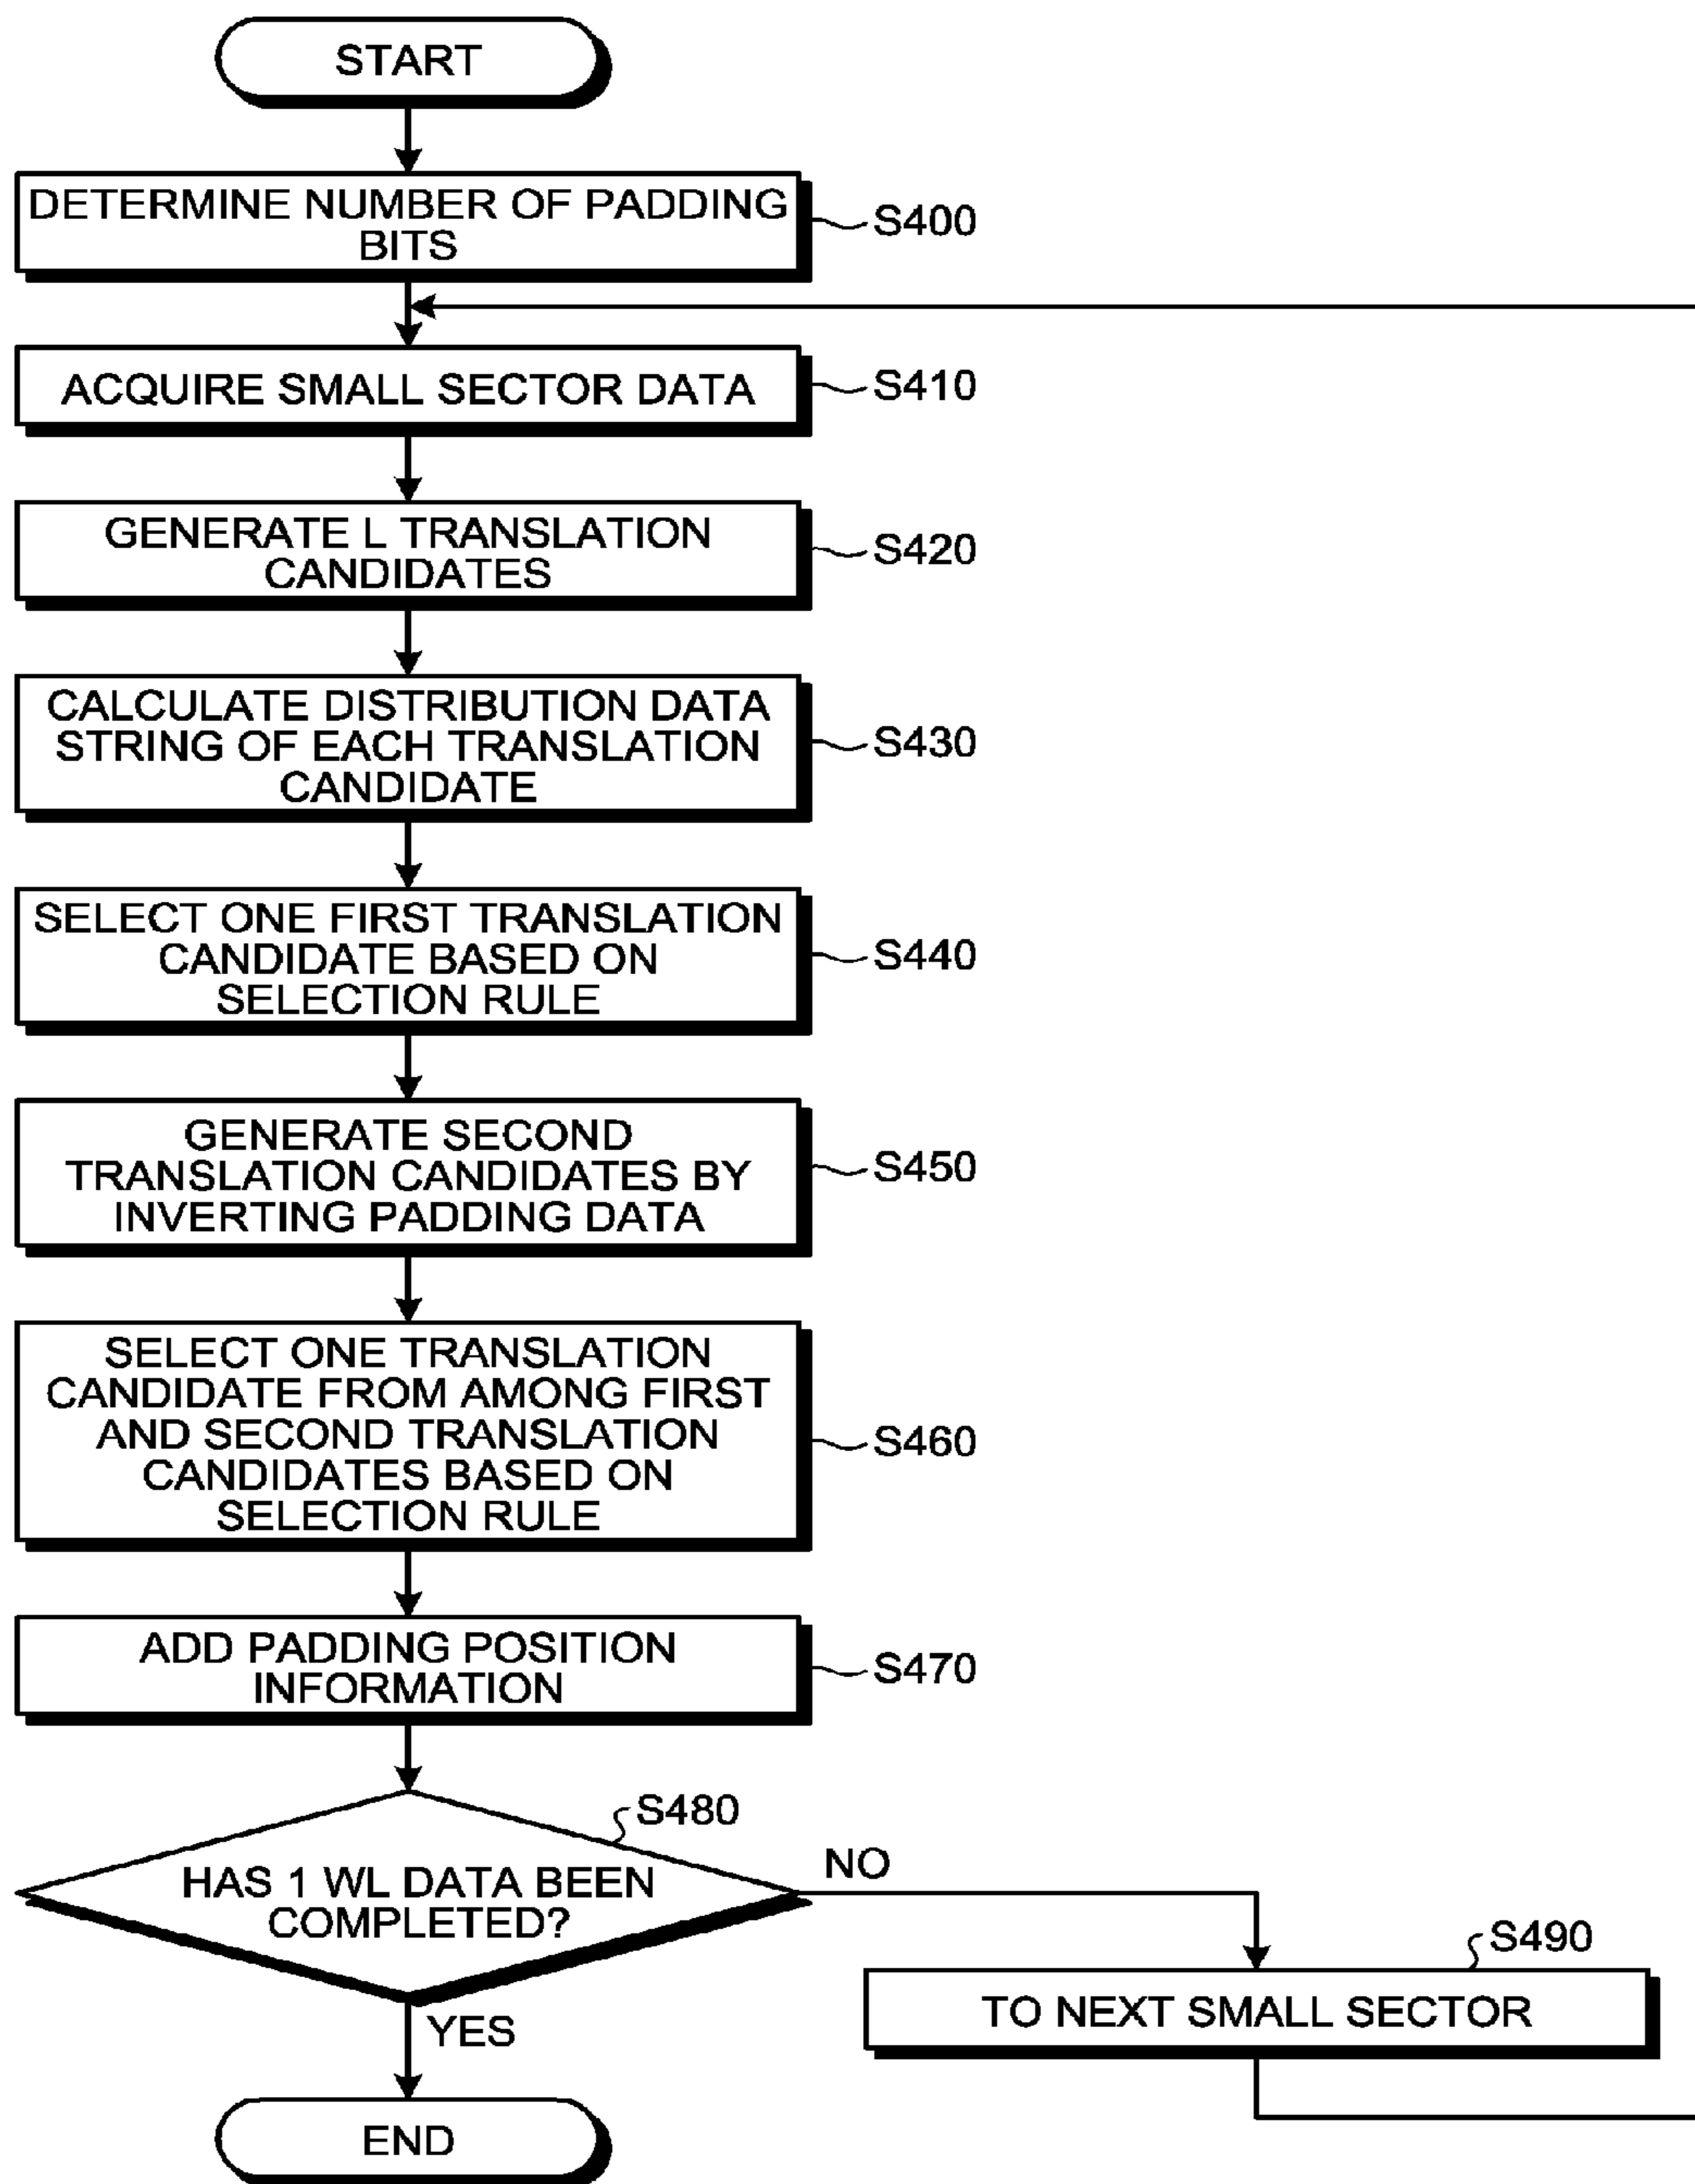 START
DETERMINE NUMBER OF PADDING
BITS
S400
ACQUIRE SMALL SECTOR DATA
S410
GENERATE L TRANSLATION
CANDIDATES
S420
CALCULATE DISTRIBUTION DATA
STRING OF EACH TRANSLATION
CANDIDATE
S430
SELECT ONE FIRST TRANSLATION
CANDIDATE BASED ON
SELECTION RULE
S440
GENERATE SECOND
TRANSLATION CANDIDATES BY
INVERTING PADDING DATA
S450
SELECT ONE TRANSLATION
CANDIDATE FROM AMONG FIRST
AND SECOND TRANSLATION
CANDIDATES BASED ON
SELECTION RULE
S460
ADD PADDING POSITION
INFORMATION
S470
S480
HAS 1 WL DATA BEEN
COMPLETED?
NO
S490
TO NEXT SMALL SECTOR
YES
END